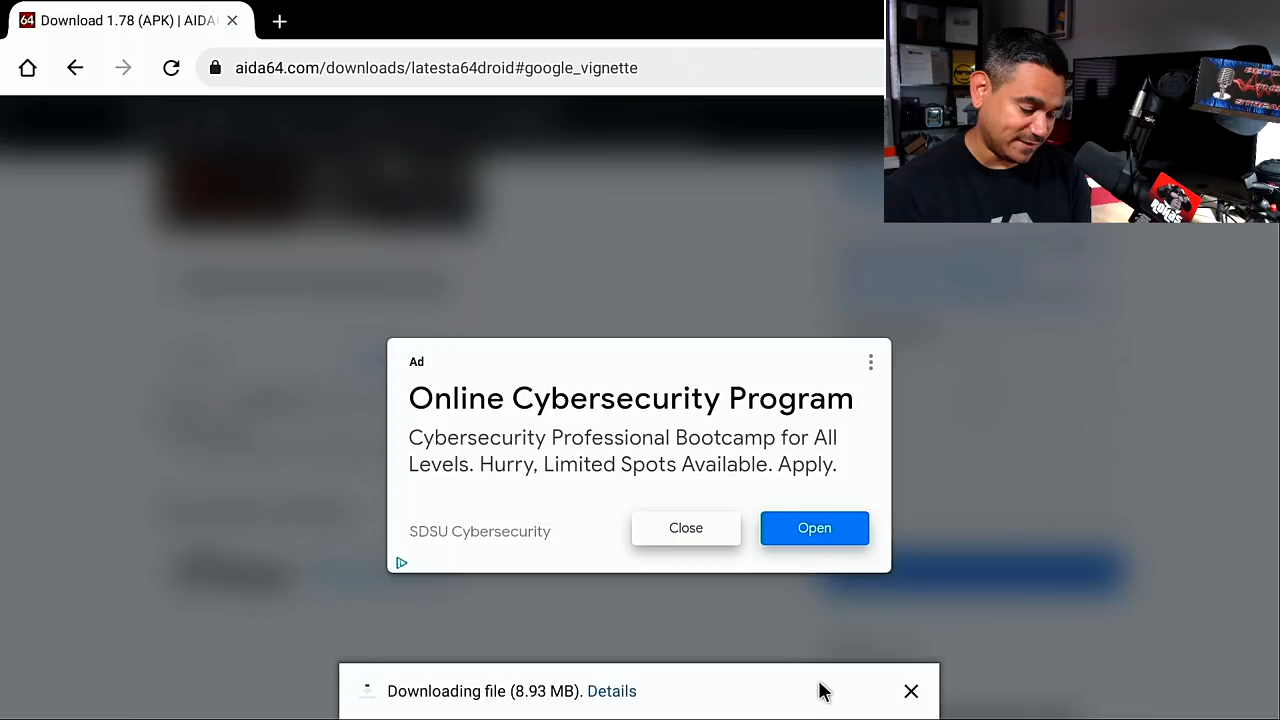 64 Download 1.78 (APK) | AIDA
aida64.com/downloads/latesta64droid#google_vignette
Ad
Online Cybersecurity Program
Cybersecurity Professional Bootcamp for All
Levels. Hurry, Limited Spots Available. Apply.
SDSU Cybersecurity
Close
Open
Downloading file (8.93 MB). Details